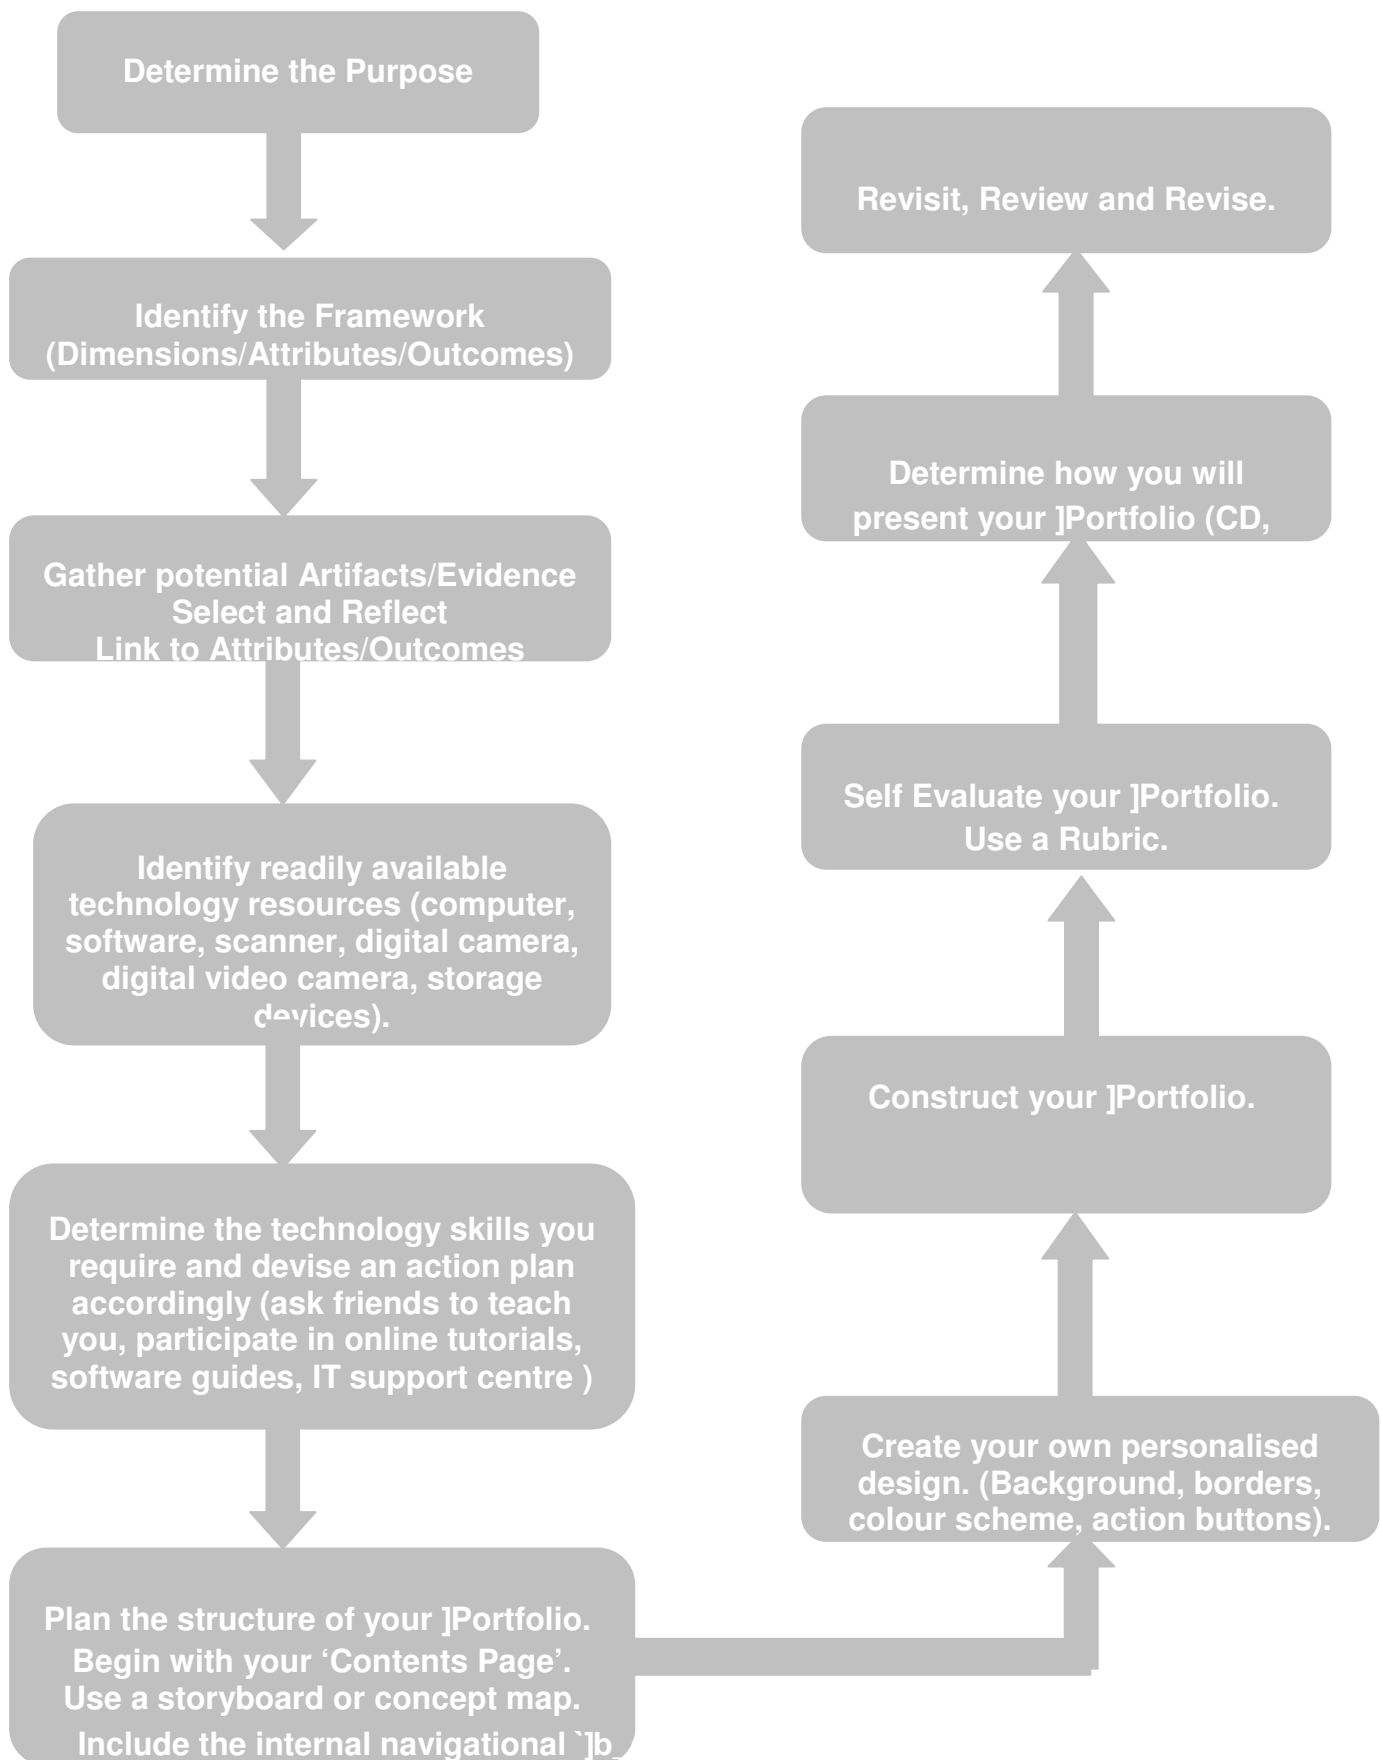 Determine the Purpose
Identify the Framework
(Dimensions/Attributes/Outcomes)
Gather potential Artifacts/Evidence
Select and Reflect
Link to Attributes/Outcomes
Identify readily available
technology resources (computer,
software, scanner, digital camera,
digital video camera, storage
devices).
Determine the technology skills you
require and devise an action plan
accordingly (ask friends to teach
you, participate in online tutorials,
software guides, IT support centre )
Plan the structure of your ]Portfolio.
Begin with your ‘Contents Page’.
Use a storyboard or concept map.
Include the internal navigational `]b
Create your own personalised
design. (Background, borders,
colour scheme, action buttons).
Construct your ]Portfolio.
Self Evaluate your ]Portfolio.
Use a Rubric.
Determine how you will
present your ]Portfolio (CD,
Revisit, Review and Revise.